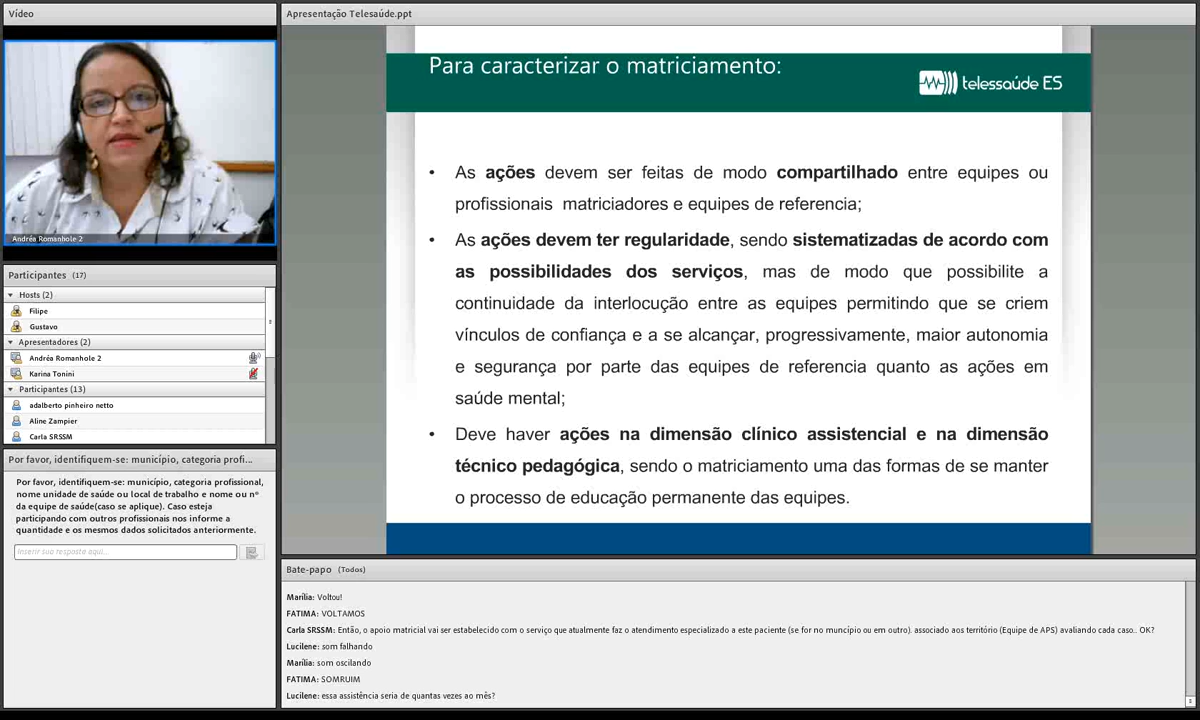 Vídeo
Andréa Romanhole 2
Participantes (17)
Hosts (2)
Filipe
Gustavo
Apresentadores (2)
Andréa Romanhole 2
Karina Tonini
Participantes (13)
adalberto pinheiro netto
Aline Zampier
Carla SRSSM
Por favor, identifiquem-se: município, categoria profi...
Por favor, identifiquem-se: município, categoria profissional,
nome unidade de saúde ou local de trabalho e nome ou nº
da equipe de saúde(caso se aplique). Caso esteja
participando com outros profissionais nos informe a
quantidade e os mesmos dados solicitados anteriormente.
Inserir sua resposta aqui...
Apresentação Telesaúde.ppt
Para caracterizar o matriciamento:
telessaúde ES
• As ações devem ser feitas de modo compartilhado entre equipes ou
profissionais matriciadores e equipes de referencia;
• As ações devem ter regularidade, sendo sistematizadas de acordo com
as possibilidades dos serviços, mas de modo que possibilite a
continuidade da interlocução entre as equipes permitindo que se criem
vínculos de confiança e a se alcançar, progressivamente, maior autonomia
e segurança por parte das equipes de referencia quanto as ações em
saúde mental;
• Deve haver ações na dimensão clínico assistencial e na dimensão
técnico pedagógica, sendo o matriciamento uma das formas de se manter
o processo de educação permanente das equipes.
Bate-papo (Todos)
Marília: Voltou!
FATIMA: VOLTAMOS
Carla SRSSM: Então, o apoio matricial vai ser estabelecido com o serviço que atualmente faz o atendimento especializado a este paciente (se for no muncípio ou em outro). associado aos território (Equipe de APS) avaliando cada caso.. OK?
Lucilene: som falhando
Marília: som oscilando
FATIMA: SOMRUIM
Lucilene: essa assistência seria de quantas vezes ao mês?